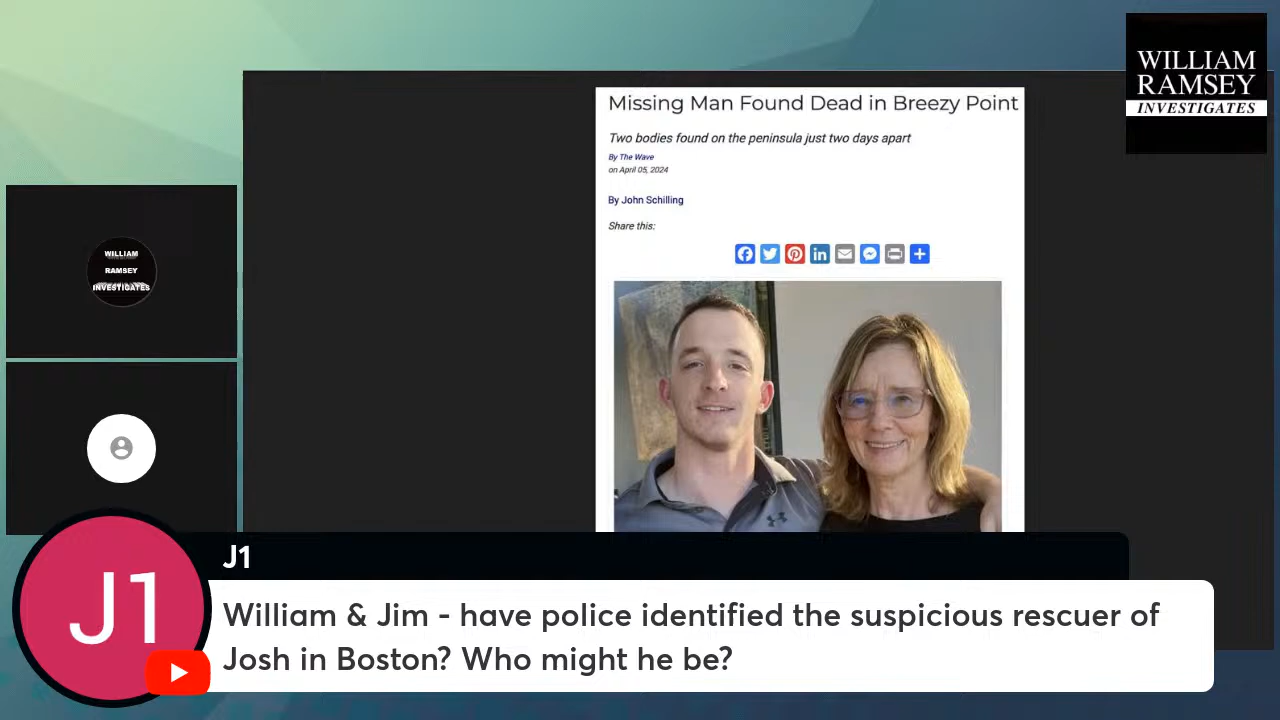 WILLIAM
RAMSEY
INVESTIGATES
Missing Man Found Dead in Breezy Point
Two bodies found on the peninsula just two days apart
By The Wave
on April 05, 2024
By John Schilling
Share this:
WILLIAM
RAMSEY
INVESTIGATES
J1
J1
William & Jim - have police identified the suspicious rescuer of
Josh in Boston? Who might he be?